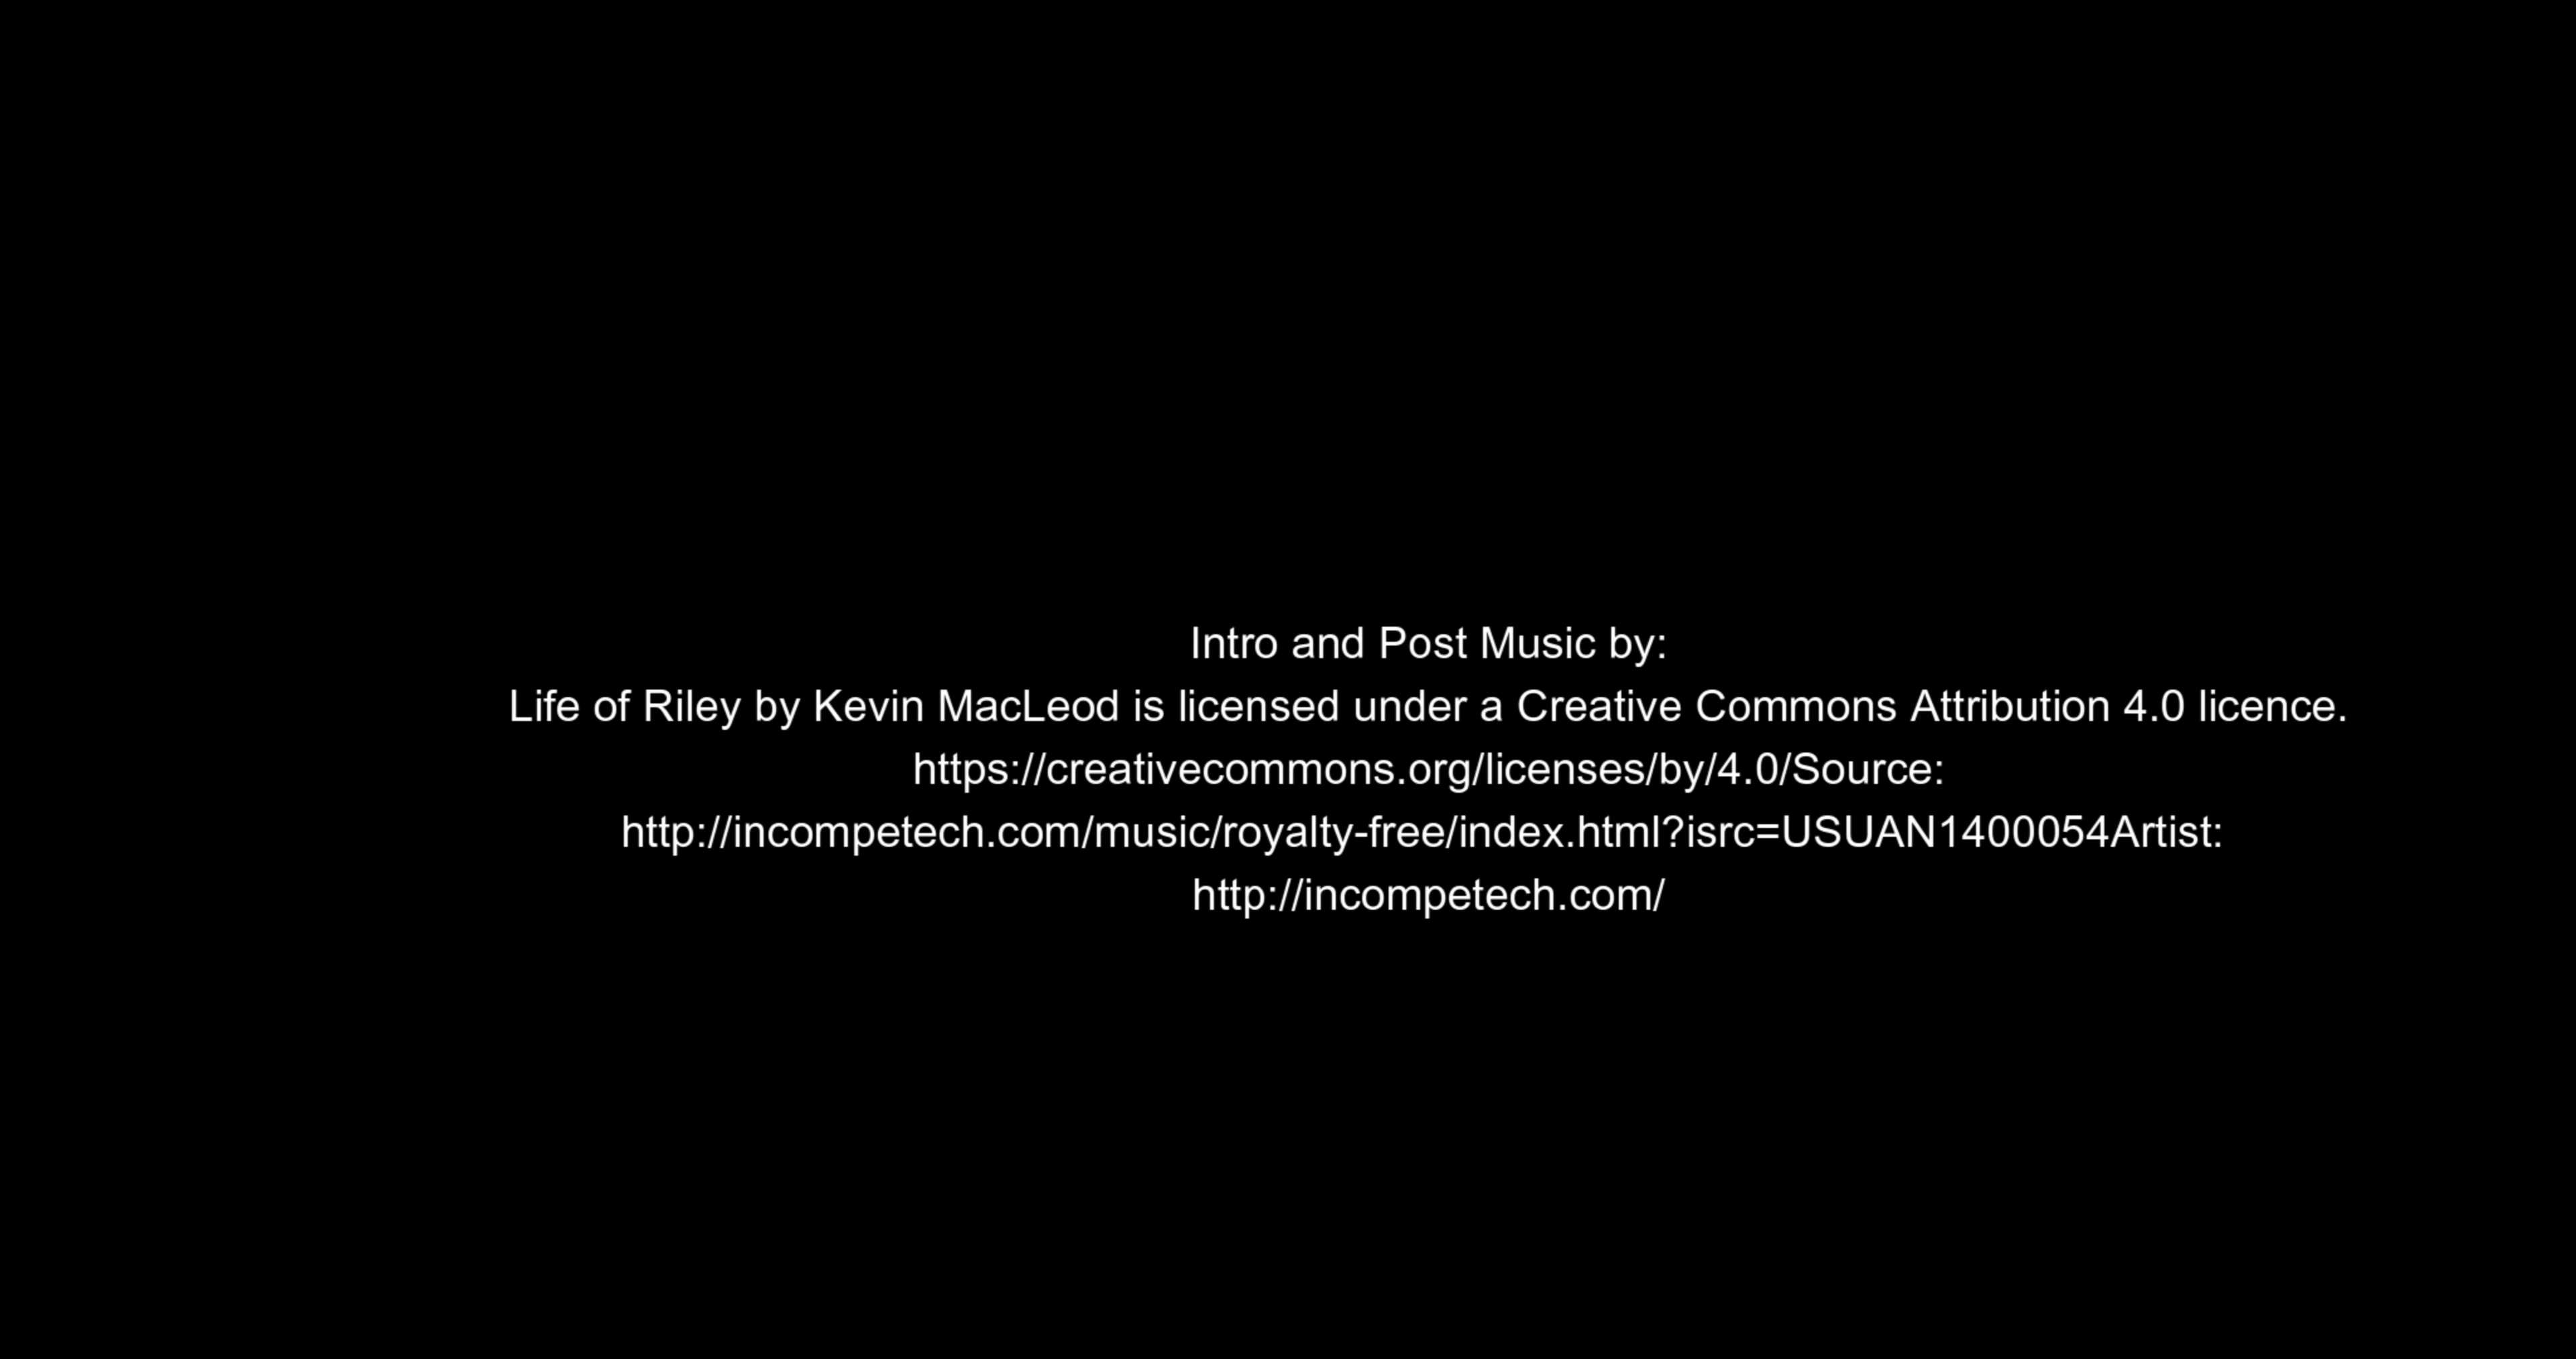 Intro and Post Music by:
Life of Riley by Kevin MacLeod is licensed under a Creative Commons Attribution 4.0 licence.
https://creativecommons.org/licenses/by/4.0/Source:
http://incompetech.com/music/royalty-free/index.html?isrc=USUAN1400054Artist:
http://incompetech.com/